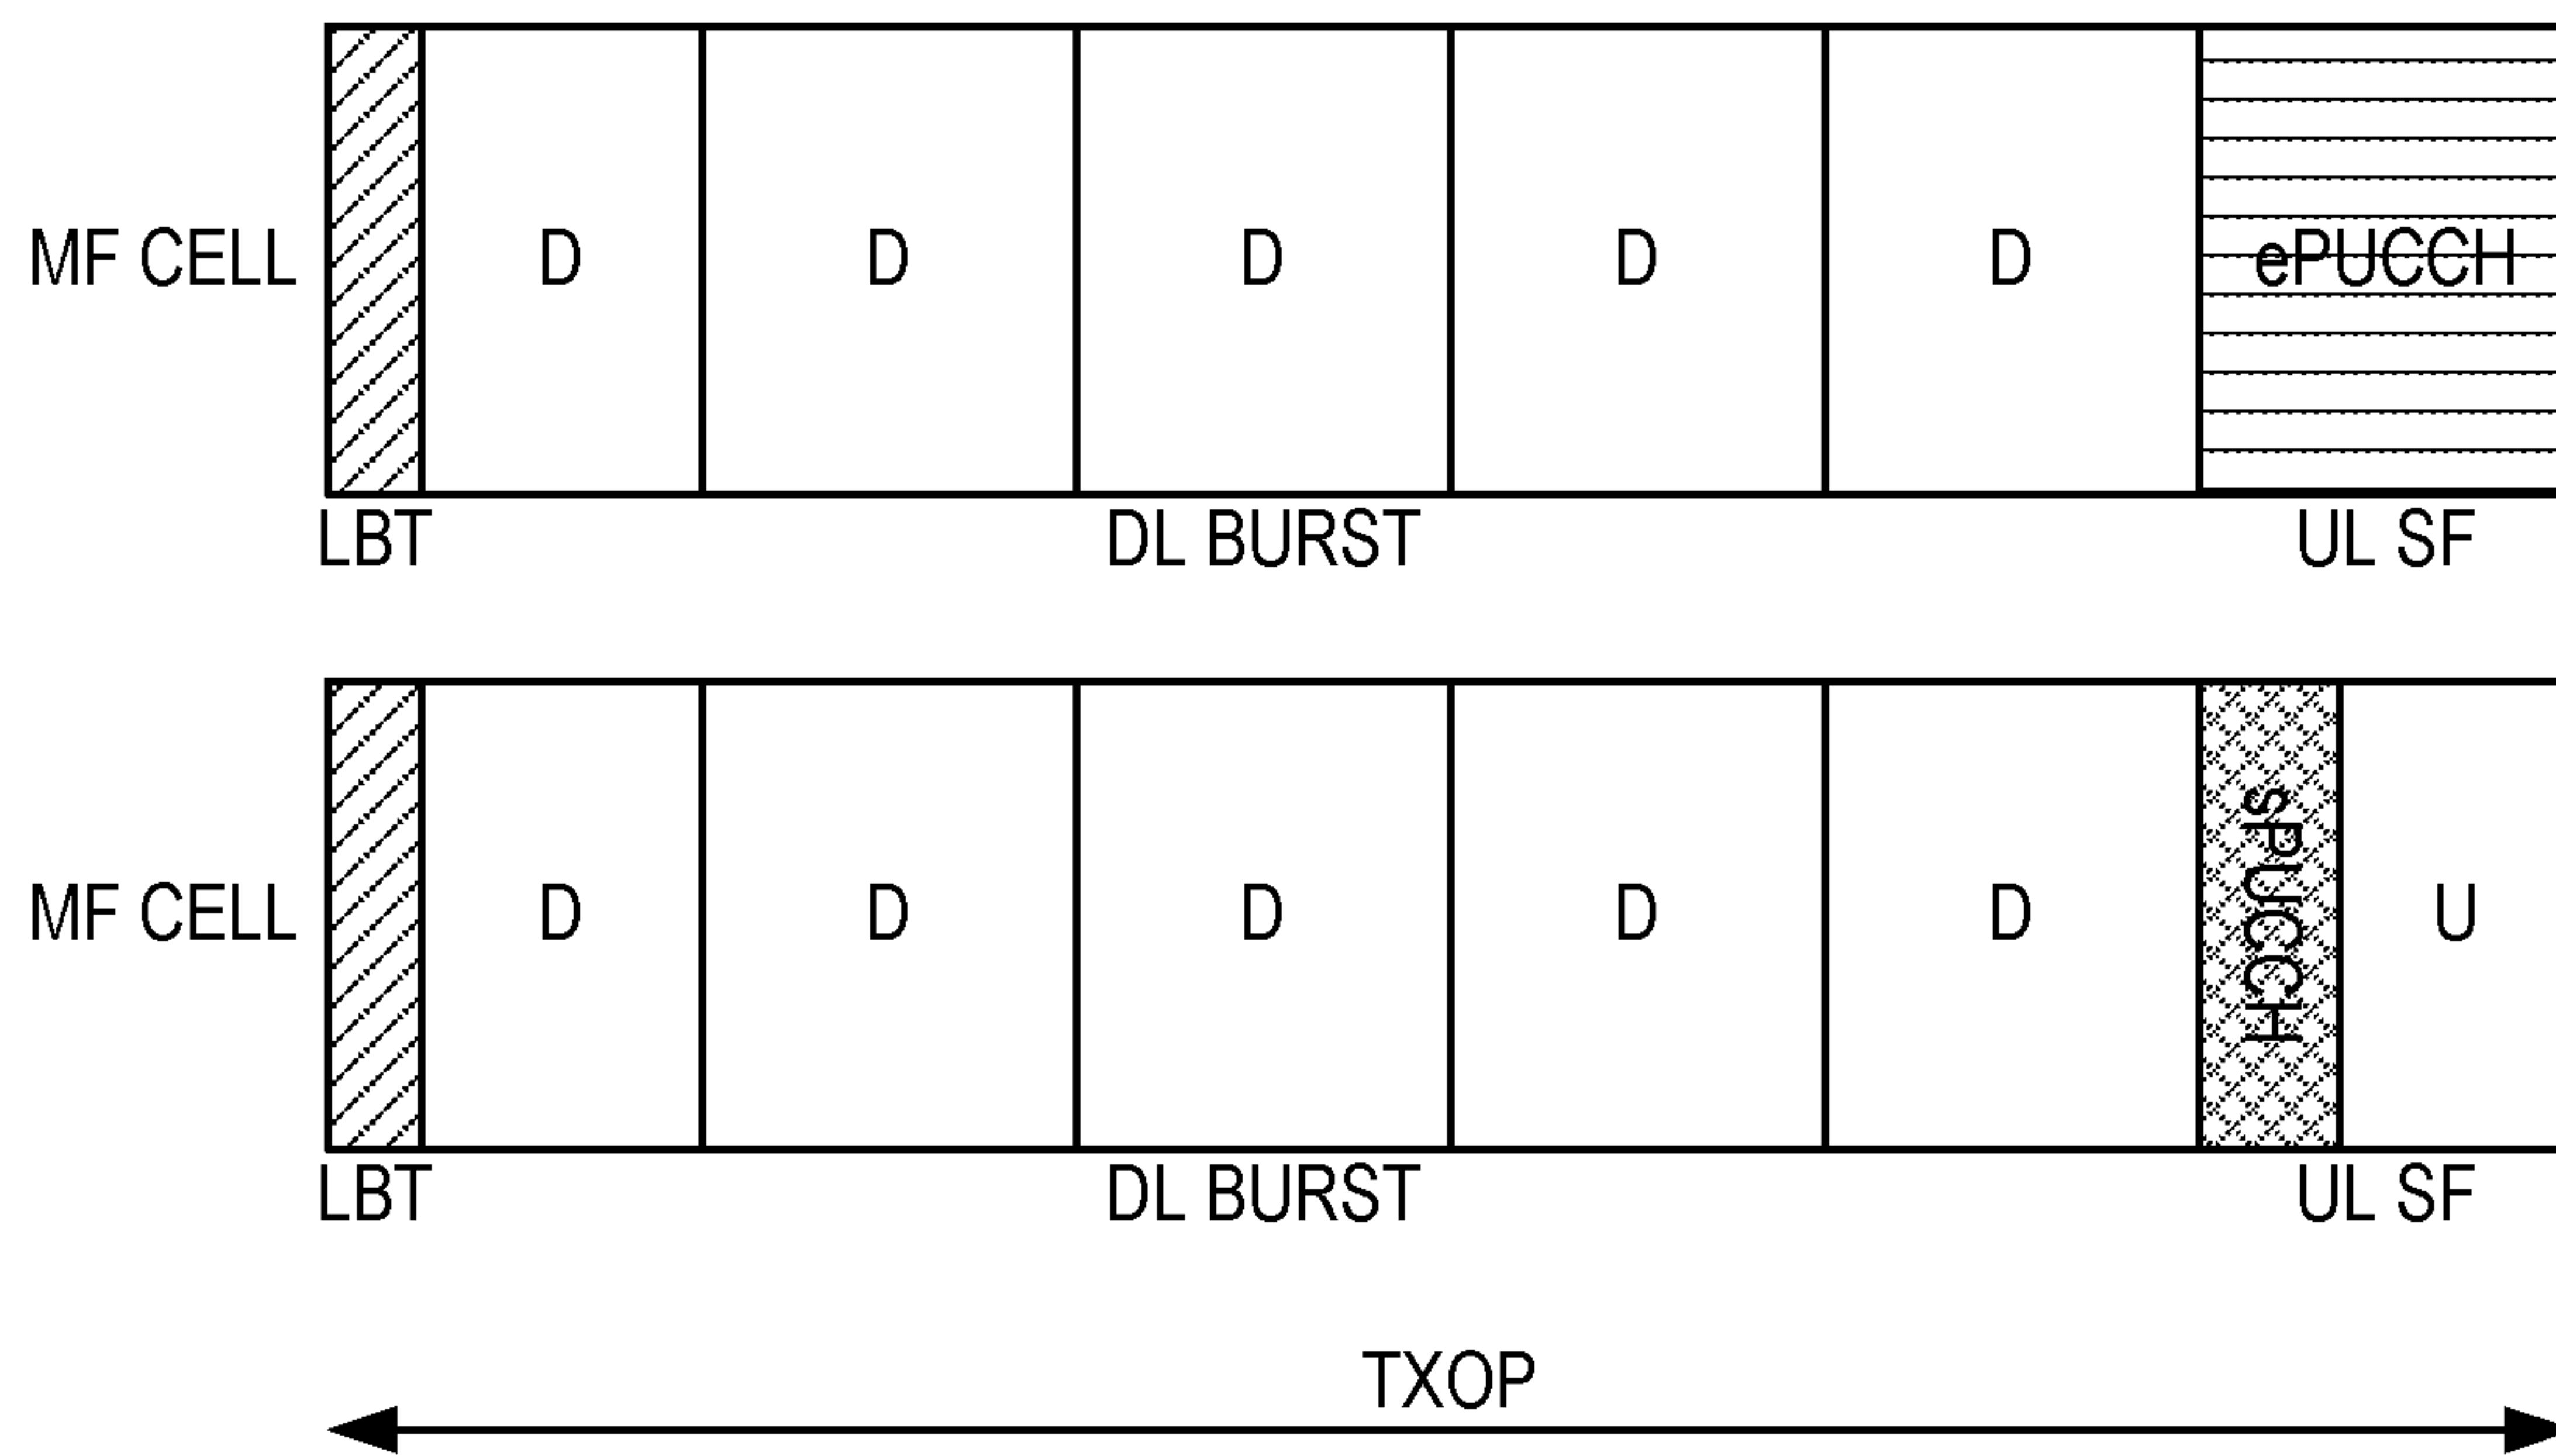 MF CELL D D D D D ePUCCH
LBT DL BURST UL SF
MF CELL D D D D D sPUCCH U
LBT DL BURST UL SF
TXOP